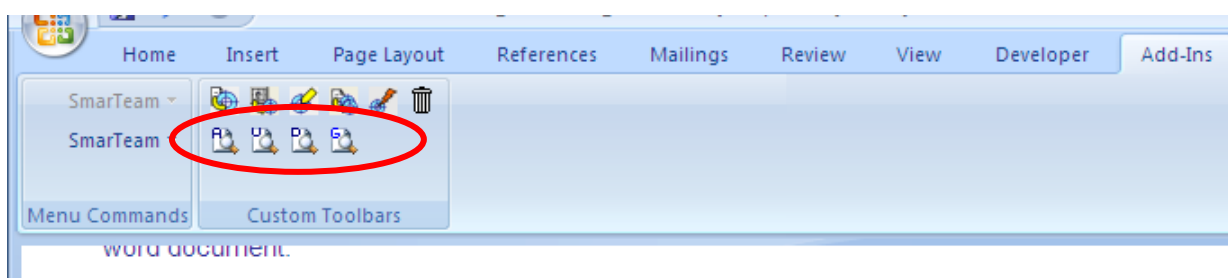 Home Insert Page Layout References Mailings Review View Developer Add-Ins
SmarTeam
SmarTeam
A U D S
Menu Commands Custom Toolbars
word document.